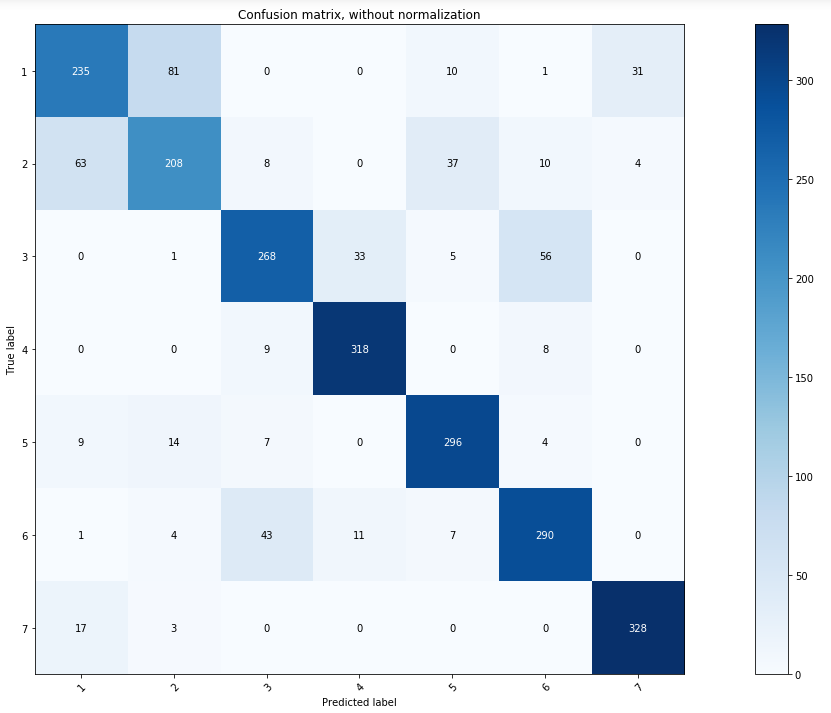 Confusion matrix, without normalization
1 235 81 0 0 10 1 31
2 63 208 8 0 37 10 4
3 0 1 268 33 5 56 0
4 0 0 9 318 0 8 0
5 9 14 7 0 296 4 0
6 1 4 43 11 7 290 0
7 17 3 0 0 0 0 328
1 2 3 4 5 6 7
True label
Predicted label
300
250
200
150
100
50
0